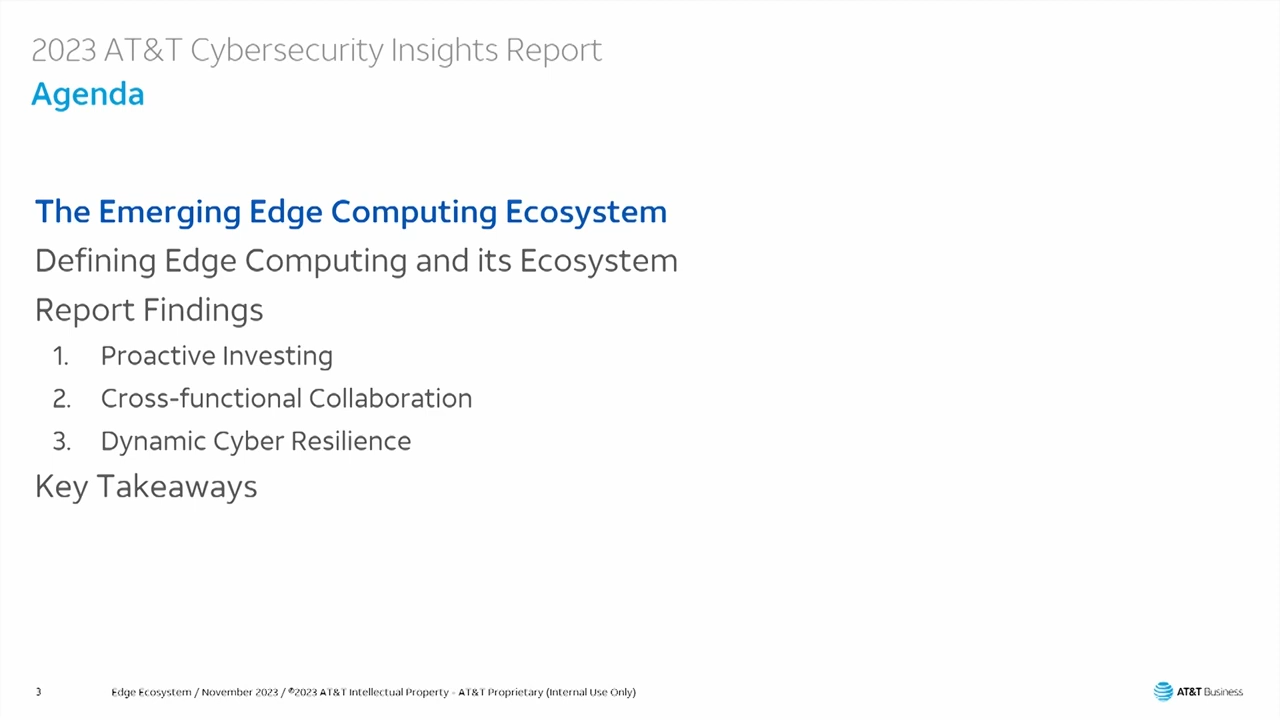 2023 AT&T Cybersecurity Insights Report
Agenda
The Emerging Edge Computing Ecosystem
Defining Edge Computing and its Ecosystem
Report Findings
1. Proactive Investing
2. Cross-functional Collaboration
3. Dynamic Cyber Resilience
Key Takeaways
3 Edge Ecosystem / November 2023 / ©2023 AT&T Intellectual Property - AT&T Proprietary (Internal Use Only) AT&T Business